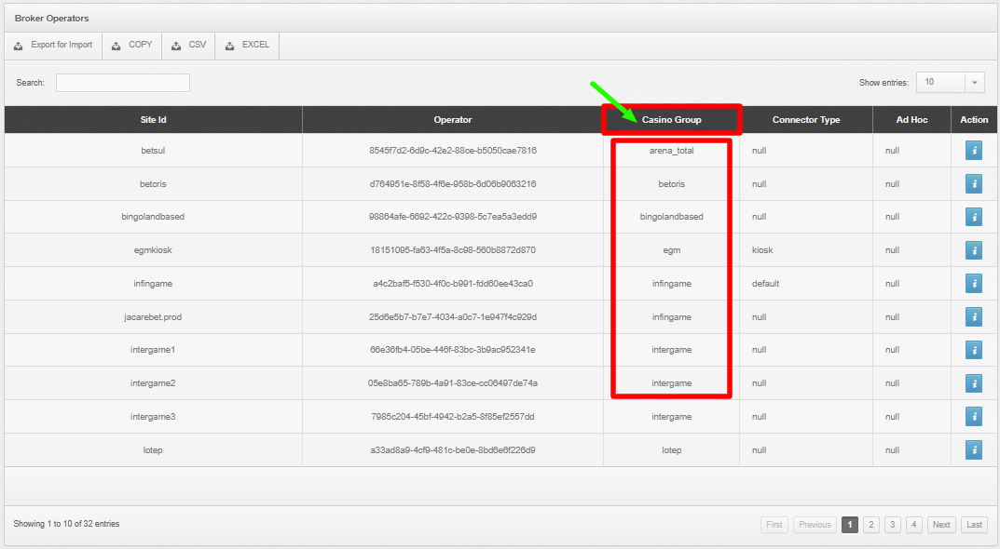 Broker Operators
Export for Import COPY CSV EXCEL
Search: Show entries: 10
Site Id Operator Casino Group Connector Type Ad Hoc Action
betsul 8545f7d2-6d9c-42e2-88ce-b5050cae7816 arena_total null null i
betcris d764951e-8f58-4f6e-958b-6d06b9063216 betcris null null i
bingolandbased 98864afe-6692-422c-9398-5c7ea5a3edd9 bingolandbased null null i
egmkiosk 18151095-fa63-4f5a-8c98-560b8872d870 egm kiosk null i
infingame a4c2baf5-f530-4f0c-b991-fdd60ee43ca0 infingame default null i
jacarebet.prod 25d6e5b7-b7e7-4034-a0c7-1e947f4c929d infingame null null i
intergame1 66e36fb4-05be-446f-83bc-3b9ac952341e intergame null null i
intergame2 05e8ba65-789b-4a91-83ce-cc06497de74a intergame null null i
intergame3 7985c204-45bf-4942-b2a5-8f85ef2557dd intergame null null i
lotep a33ad8a9-4cf9-481c-be0e-8bd6e6f226d9 lotep null null i
Showing 1 to 10 of 32 entries First Previous 1 2 3 4 Next Last